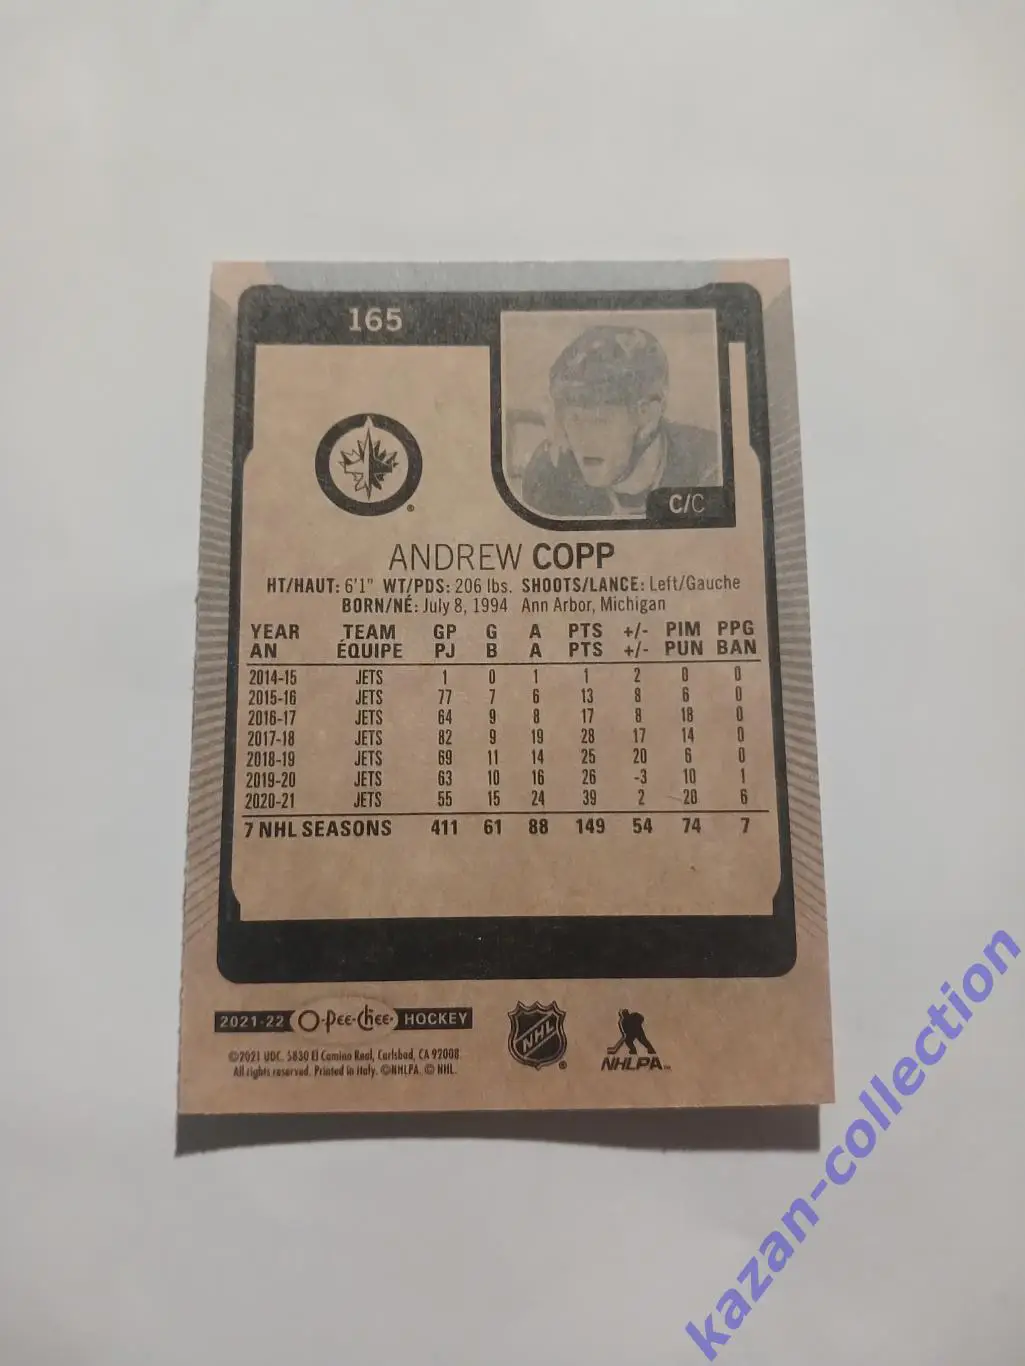 165
C/C
ANDREW COPP
HT/HAUT: 6'1" WT/PDS: 206 lbs. SHOOTS/LANCE: Left/Gauche
BORN/NÉ: July 8, 1994 Ann Arbor, Michigan
YEAR TEAM GP G A PTS +/- PIM PPG
AN ÉQUIPE PJ B A PTS +/- PUN BAN
2014-15 JETS 1 0 1 1 2 0 0
2015-16 JETS 77 7 6 13 8 6 0
2016-17 JETS 64 9 8 17 8 18 0
2017-18 JETS 82 9 19 28 17 14 0
2018-19 JETS 69 11 14 25 20 6 0
2019-20 JETS 63 10 16 26 -3 10 1
2020-21 JETS 55 15 24 39 2 20 6
7 NHL SEASONS 411 61 88 149 54 74 7
2021-22 O-Pee-Chee HOCKEY
NHL
NHLPA™
©2021 UDC. 5830 El Camino Real, Carlsbad, CA 92008.
All rights reserved. Printed in Italy. ©NHLPA. © NHL.
kazan-collection